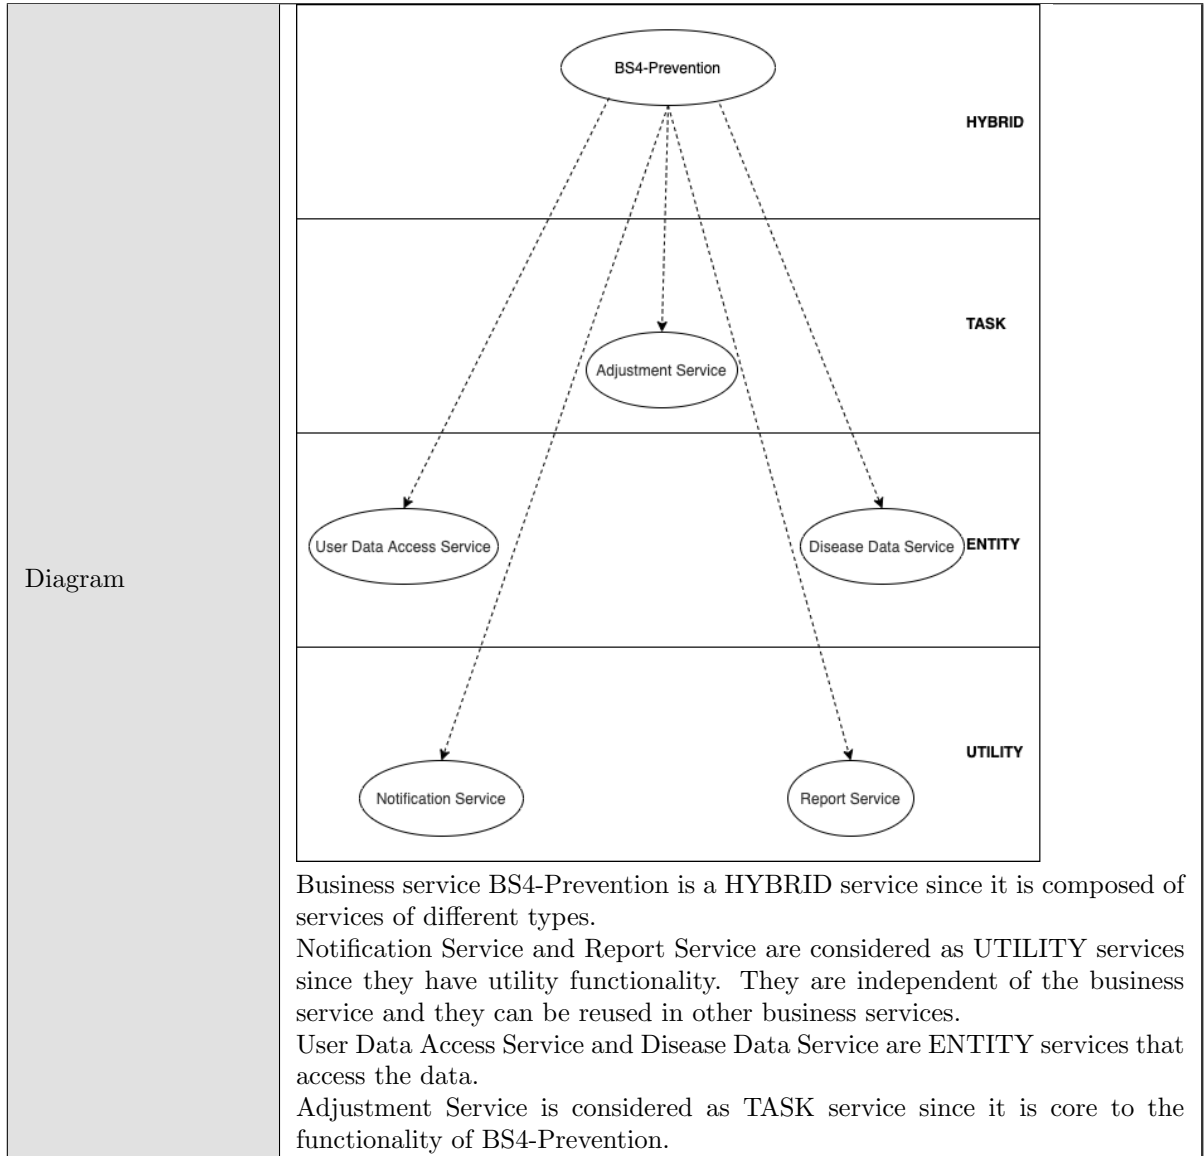 BS4-Prevention
HYBRID
TASK
Adjustment Service
User Data Access Service
Disease Data Service
ENTITY
Diagram
UTILITY
Notification Service
Report Service
Business service BS4-Prevention is a HYBRID service since it is composed of
services of different types.
Notification Service and Report Service are considered as UTILITY services
since they have utility functionality. They are independent of the business
service and they can be reused in other business services.
User Data Access Service and Disease Data Service are ENTITY services that
access the data.
Adjustment Service is considered as TASK service since it is core to the
functionality of BS4-Prevention.